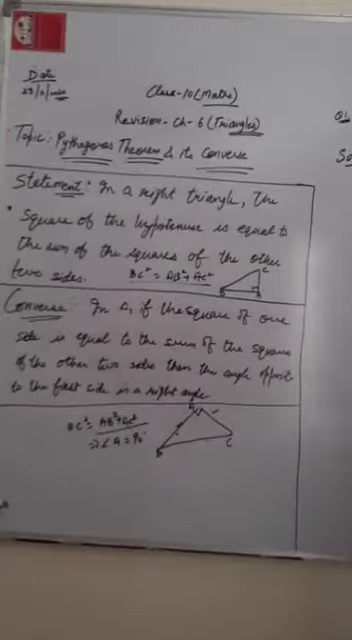 Date
Class-10 (Maths)
Revision - Ch-6 (Triangles)
Topic: Pythagoras Theorem & its Converse
Statement: In a right triangle, the
square of the hypotenuse is equal to
the sum of the squares of the other
two sides. BC² = AB² + AC²
Converse: In a △, if the square of one
side is equal to the sum of the square
of the other two sides then the angle opposit
to the first side is a right angle.
BC² = AB² + AC²
⇒ ∠A = 90°
A
B
C
Q1.
So